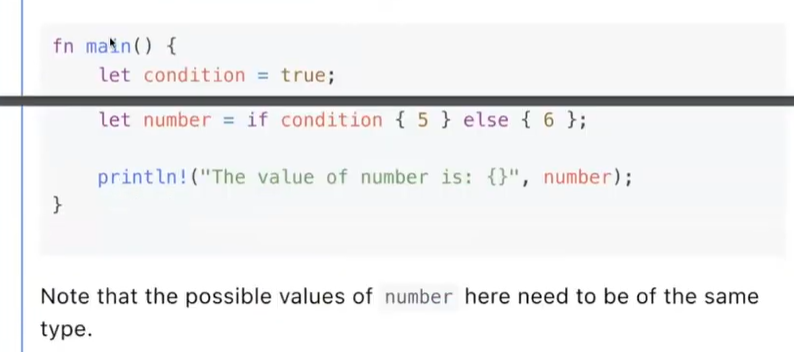 fn main() {
    let condition = true;
    let number = if condition { 5 } else { 6 };
    println!("The value of number is: {}", number);
}
Note that the possible values of number here need to be of the same
type.